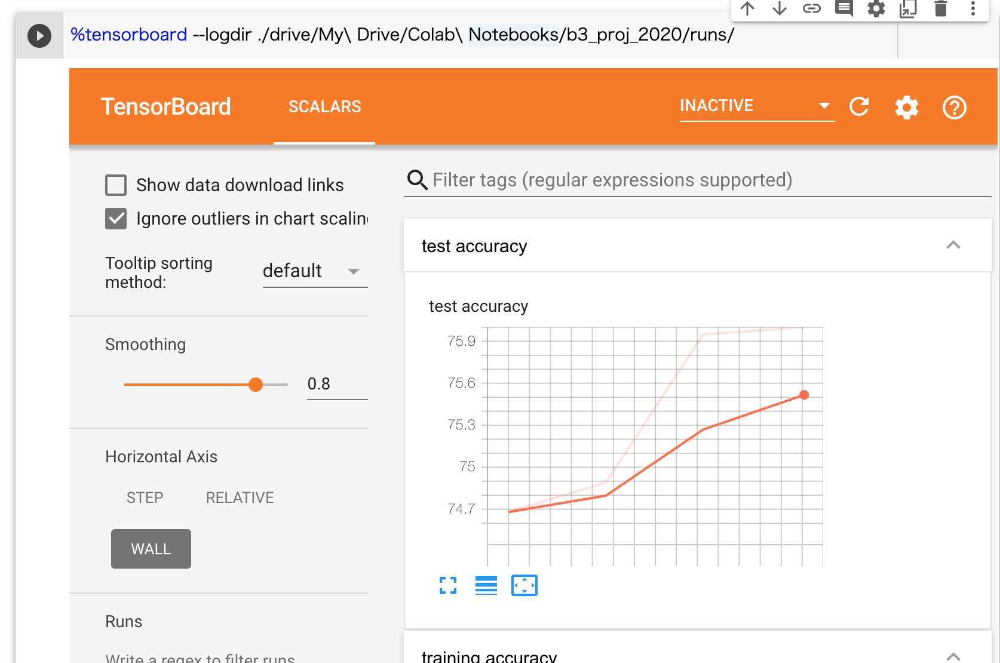 %tensorboard --logdir ./drive/My\ Drive/Colab\ Notebooks/b3_proj_2020/runs/
TensorBoard SCALARS INACTIVE
Show data download links
Ignore outliers in chart scaling
Tooltip sorting
method:
default
Smoothing
0.8
Horizontal Axis
STEP RELATIVE
WALL
Runs
Write a regex to filter runs
Filter tags (regular expressions supported)
test accuracy
test accuracy
75.9
75.6
75.3
75
74.7
training accuracy